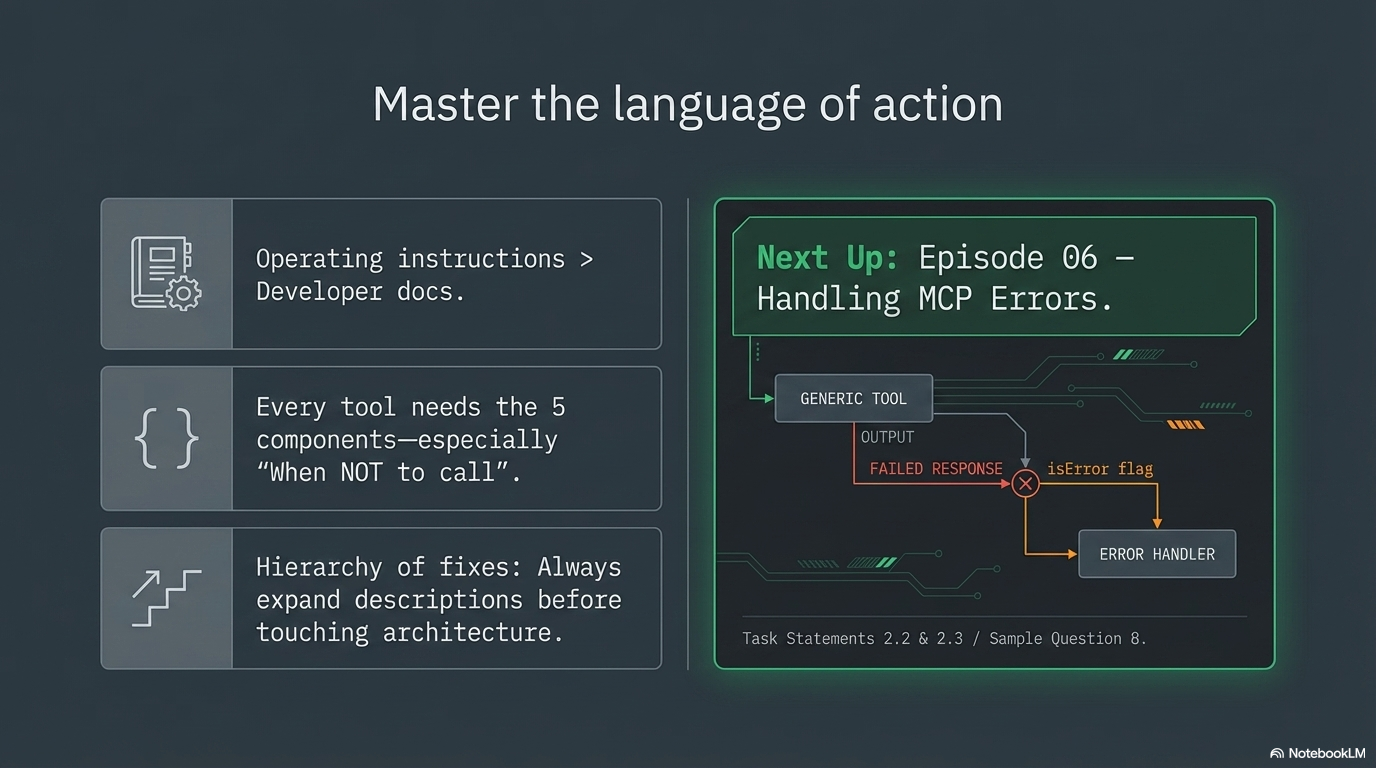 Master the language of action
Operating instructions >
Developer docs.
{ }
Every tool needs the 5
components—especially
“When NOT to call”.
Hierarchy of fixes: Always
expand descriptions before
touching architecture.
Next Up: Episode 06 –
Handling MCP Errors.
GENERIC TOOL
OUTPUT
FAILED RESPONSE
isError flag
ERROR HANDLER
Task Statements 2.2 & 2.3 / Sample Question 8.
NotebookLM